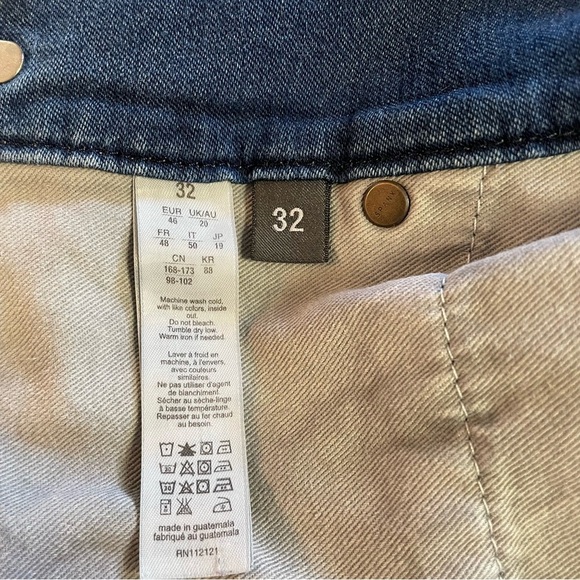 32
EUR UK/AU
46 20
FR IT JP
48 50 19
CN KR
168-173 88
98-102
Machine wash cold,
with like colors, inside
out.
Do not bleach.
Tumble dry low.
Warm iron if needed.
Laver à froid en
machine, à l'envers,
avec couleurs
similaires.
Ne pas utiliser d'agent
de blanchiment.
Sécher au sèche-linge
à basse température.
Repasser au fer chaud
au besoin.
made in guatemala
fabriqué au guatemala
RN112121
32